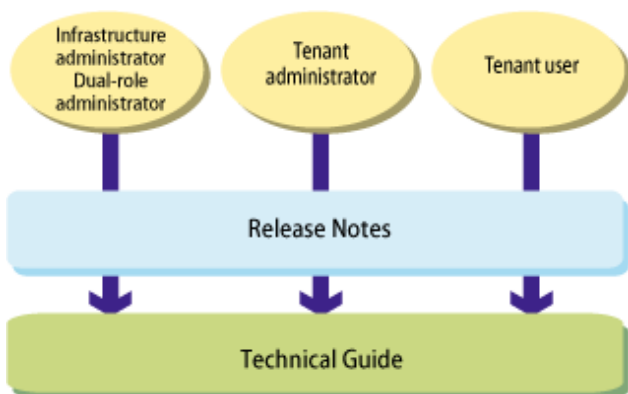 Infrastructure
administrator
Dual-role
administrator
Tenant
administrator
Tenant user
Release Notes
Technical Guide